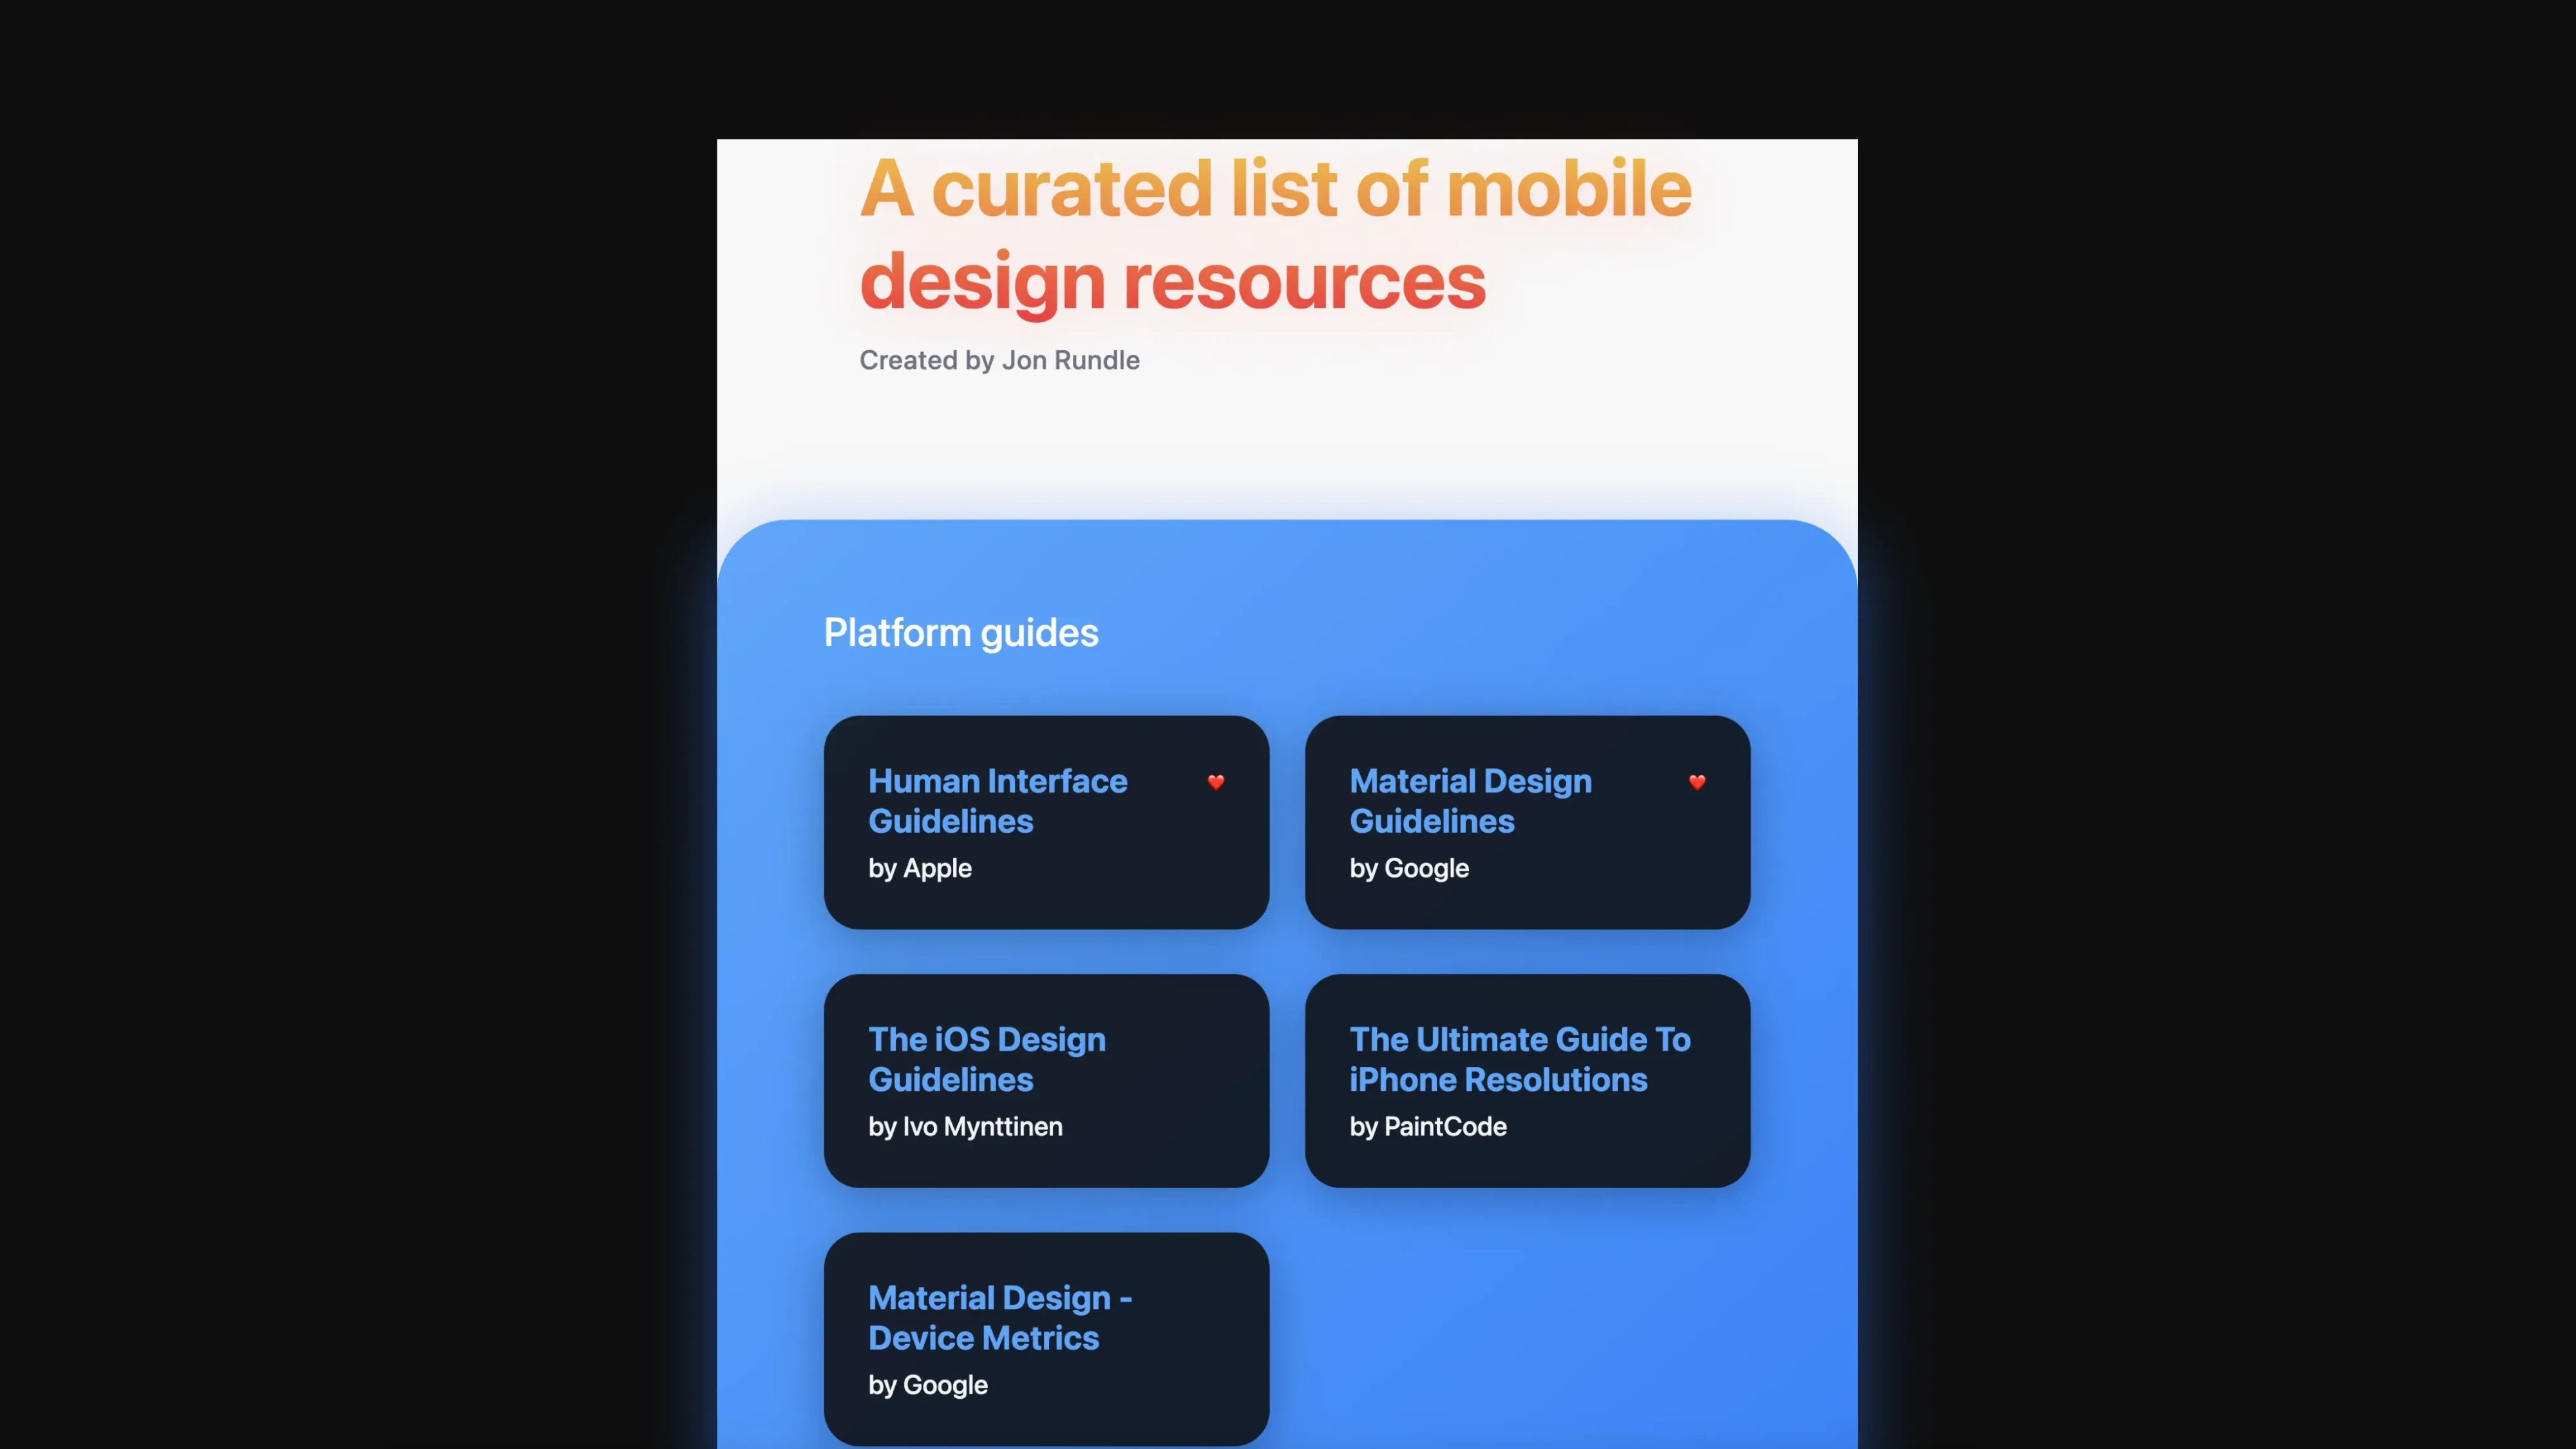 A curated list of mobile
design resources
Created by Jon Rundle
Platform guides
Human Interface
Guidelines
by Apple
Material Design
Guidelines
by Google
The iOS Design
Guidelines
by Ivo Mynttinen
The Ultimate Guide To
iPhone Resolutions
by PaintCode
Material Design -
Device Metrics
by Google